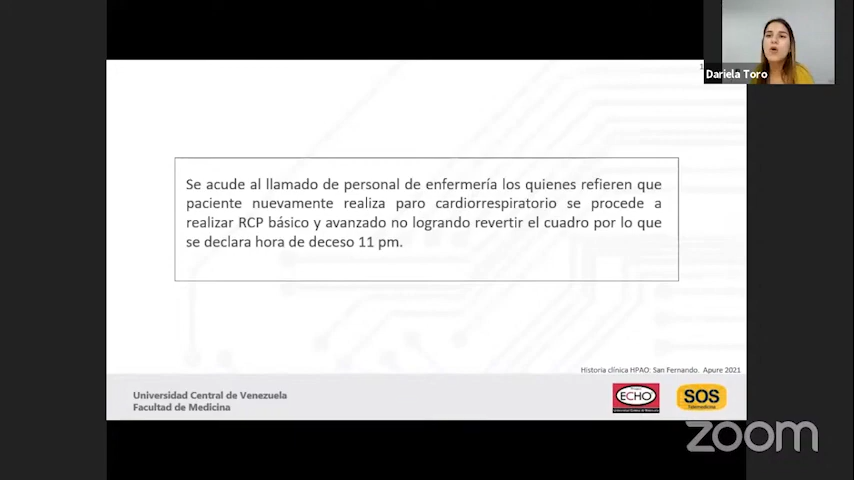 Dariela Toro
Se acude al llamado de personal de enfermería los quienes refieren que
paciente nuevamente realiza paro cardiorrespiratorio se procede a
realizar RCP básico y avanzado no logrando revertir el cuadro por lo que
se declara hora de deceso 11 pm.
Historia clínica HPAO: San Fernando. Apure 2021
Universidad Central de Venezuela
Facultad de Medicina
ECHO
SOS
Telemedicina
zoom